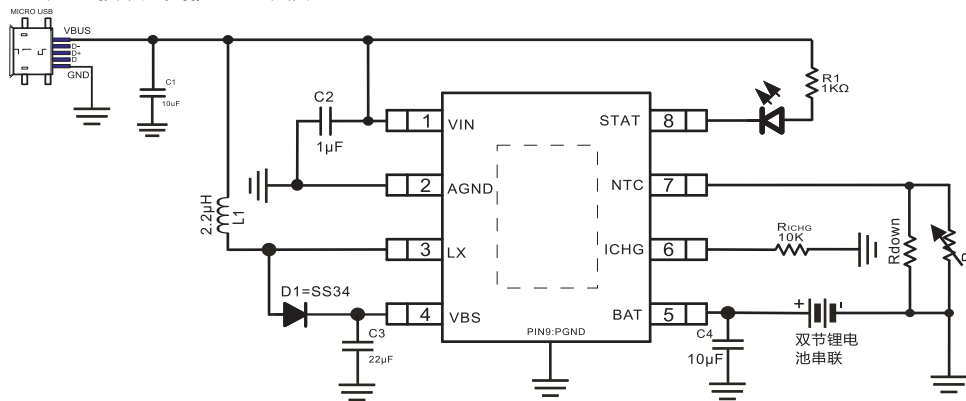 MICRO USB
VBUS
D-
D+
D
GND
C1
10uF
C2
1µF
R1
1KΩ
1
VIN
STAT
8
2
AGND
NTC
7
2.2µH
L1
3
LX
ICHG
6
RICHG
10K
Rdown
D1=SS34
4
VBS
BAT
5
C3
22µF
C4
10µF
+
-
双节锂电
池串联
PIN9:PGND